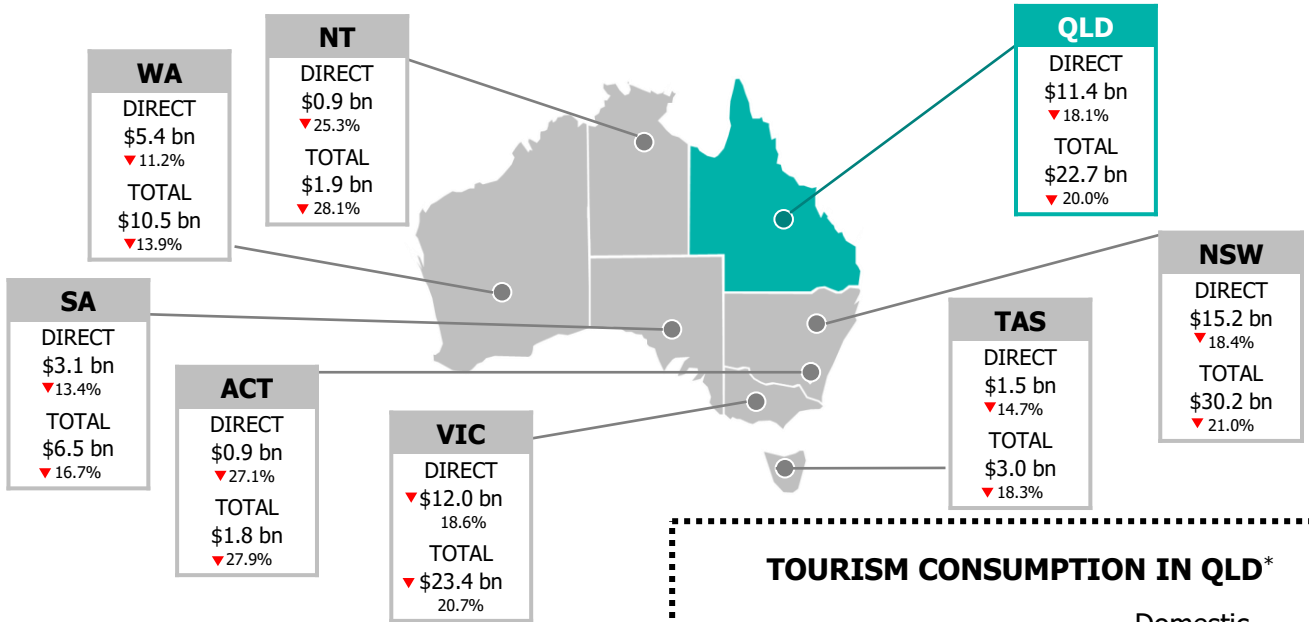 NT
DIRECT
$0.9 bn
▼25.3%
TOTAL
$1.9 bn
▼ 28.1%
QLD
DIRECT
$11.4 bn
▼ 18.1%
TOTAL
$22.7 bn
▼ 20.0%
WA
DIRECT
$5.4 bn
▼ 11.2%
TOTAL
$10.5 bn
▼13.9%
NSW
DIRECT
$15.2 bn
▼18.4%
TOTAL
$30.2 bn
▼ 21.0%
SA
DIRECT
$3.1 bn
▼13.4%
TOTAL
$6.5 bn
▼ 16.7%
TAS
DIRECT
$1.5 bn
▼14.7%
TOTAL
$3.0 bn
▼ 18.3%
ACT
DIRECT
$0.9 bn
▼27.1%
TOTAL
$1.8 bn
▼27.9%
VIC
DIRECT
▼$12.0 bn
18.6%
TOTAL
▼ $23.4 bn
20.7%
TOURISM CONSUMPTION IN QLD*
Domestic